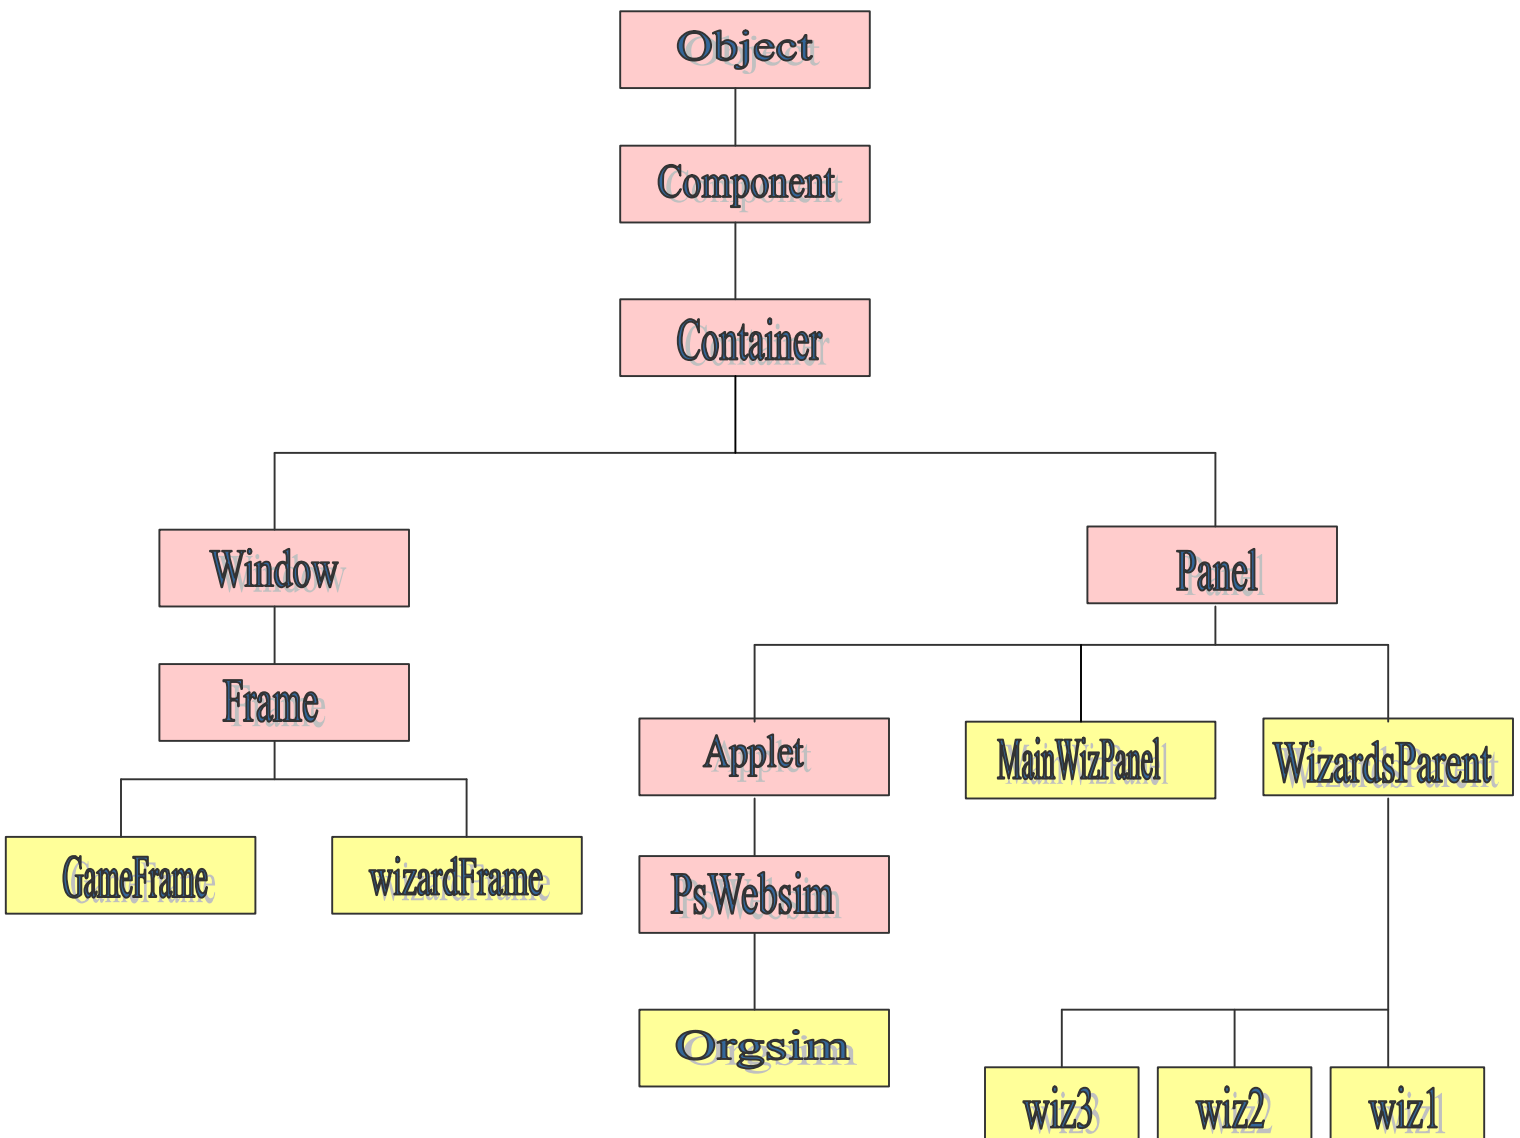 Object
Component
Container
Window
Panel
Frame
Applet
MainWizPanel
WizardsParent
GameFrame
wizardFrame
PsWebsim
Orgsim
wiz3
wiz2
wiz1